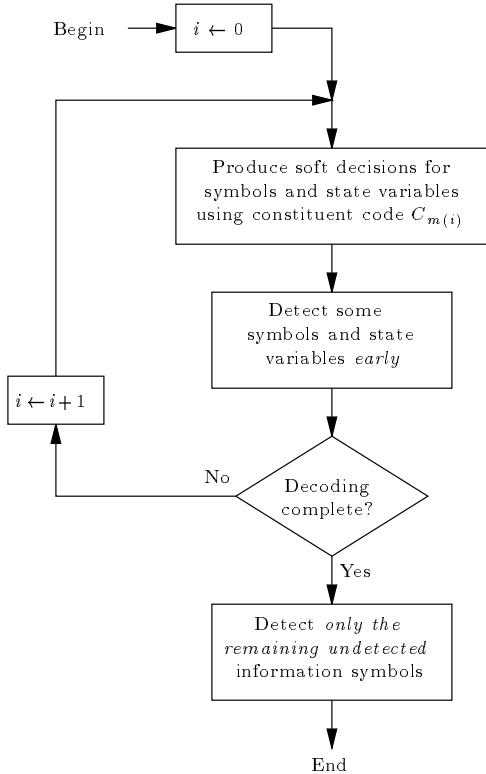 Begin
i ← 0
Produce soft decisions for
symbols and state variables
using constituent code C_{m(i)}
Detect some
symbols and state
variables early
i ← i + 1
No
Decoding
complete?
Yes
Detect only the
remaining undetected
information symbols
End